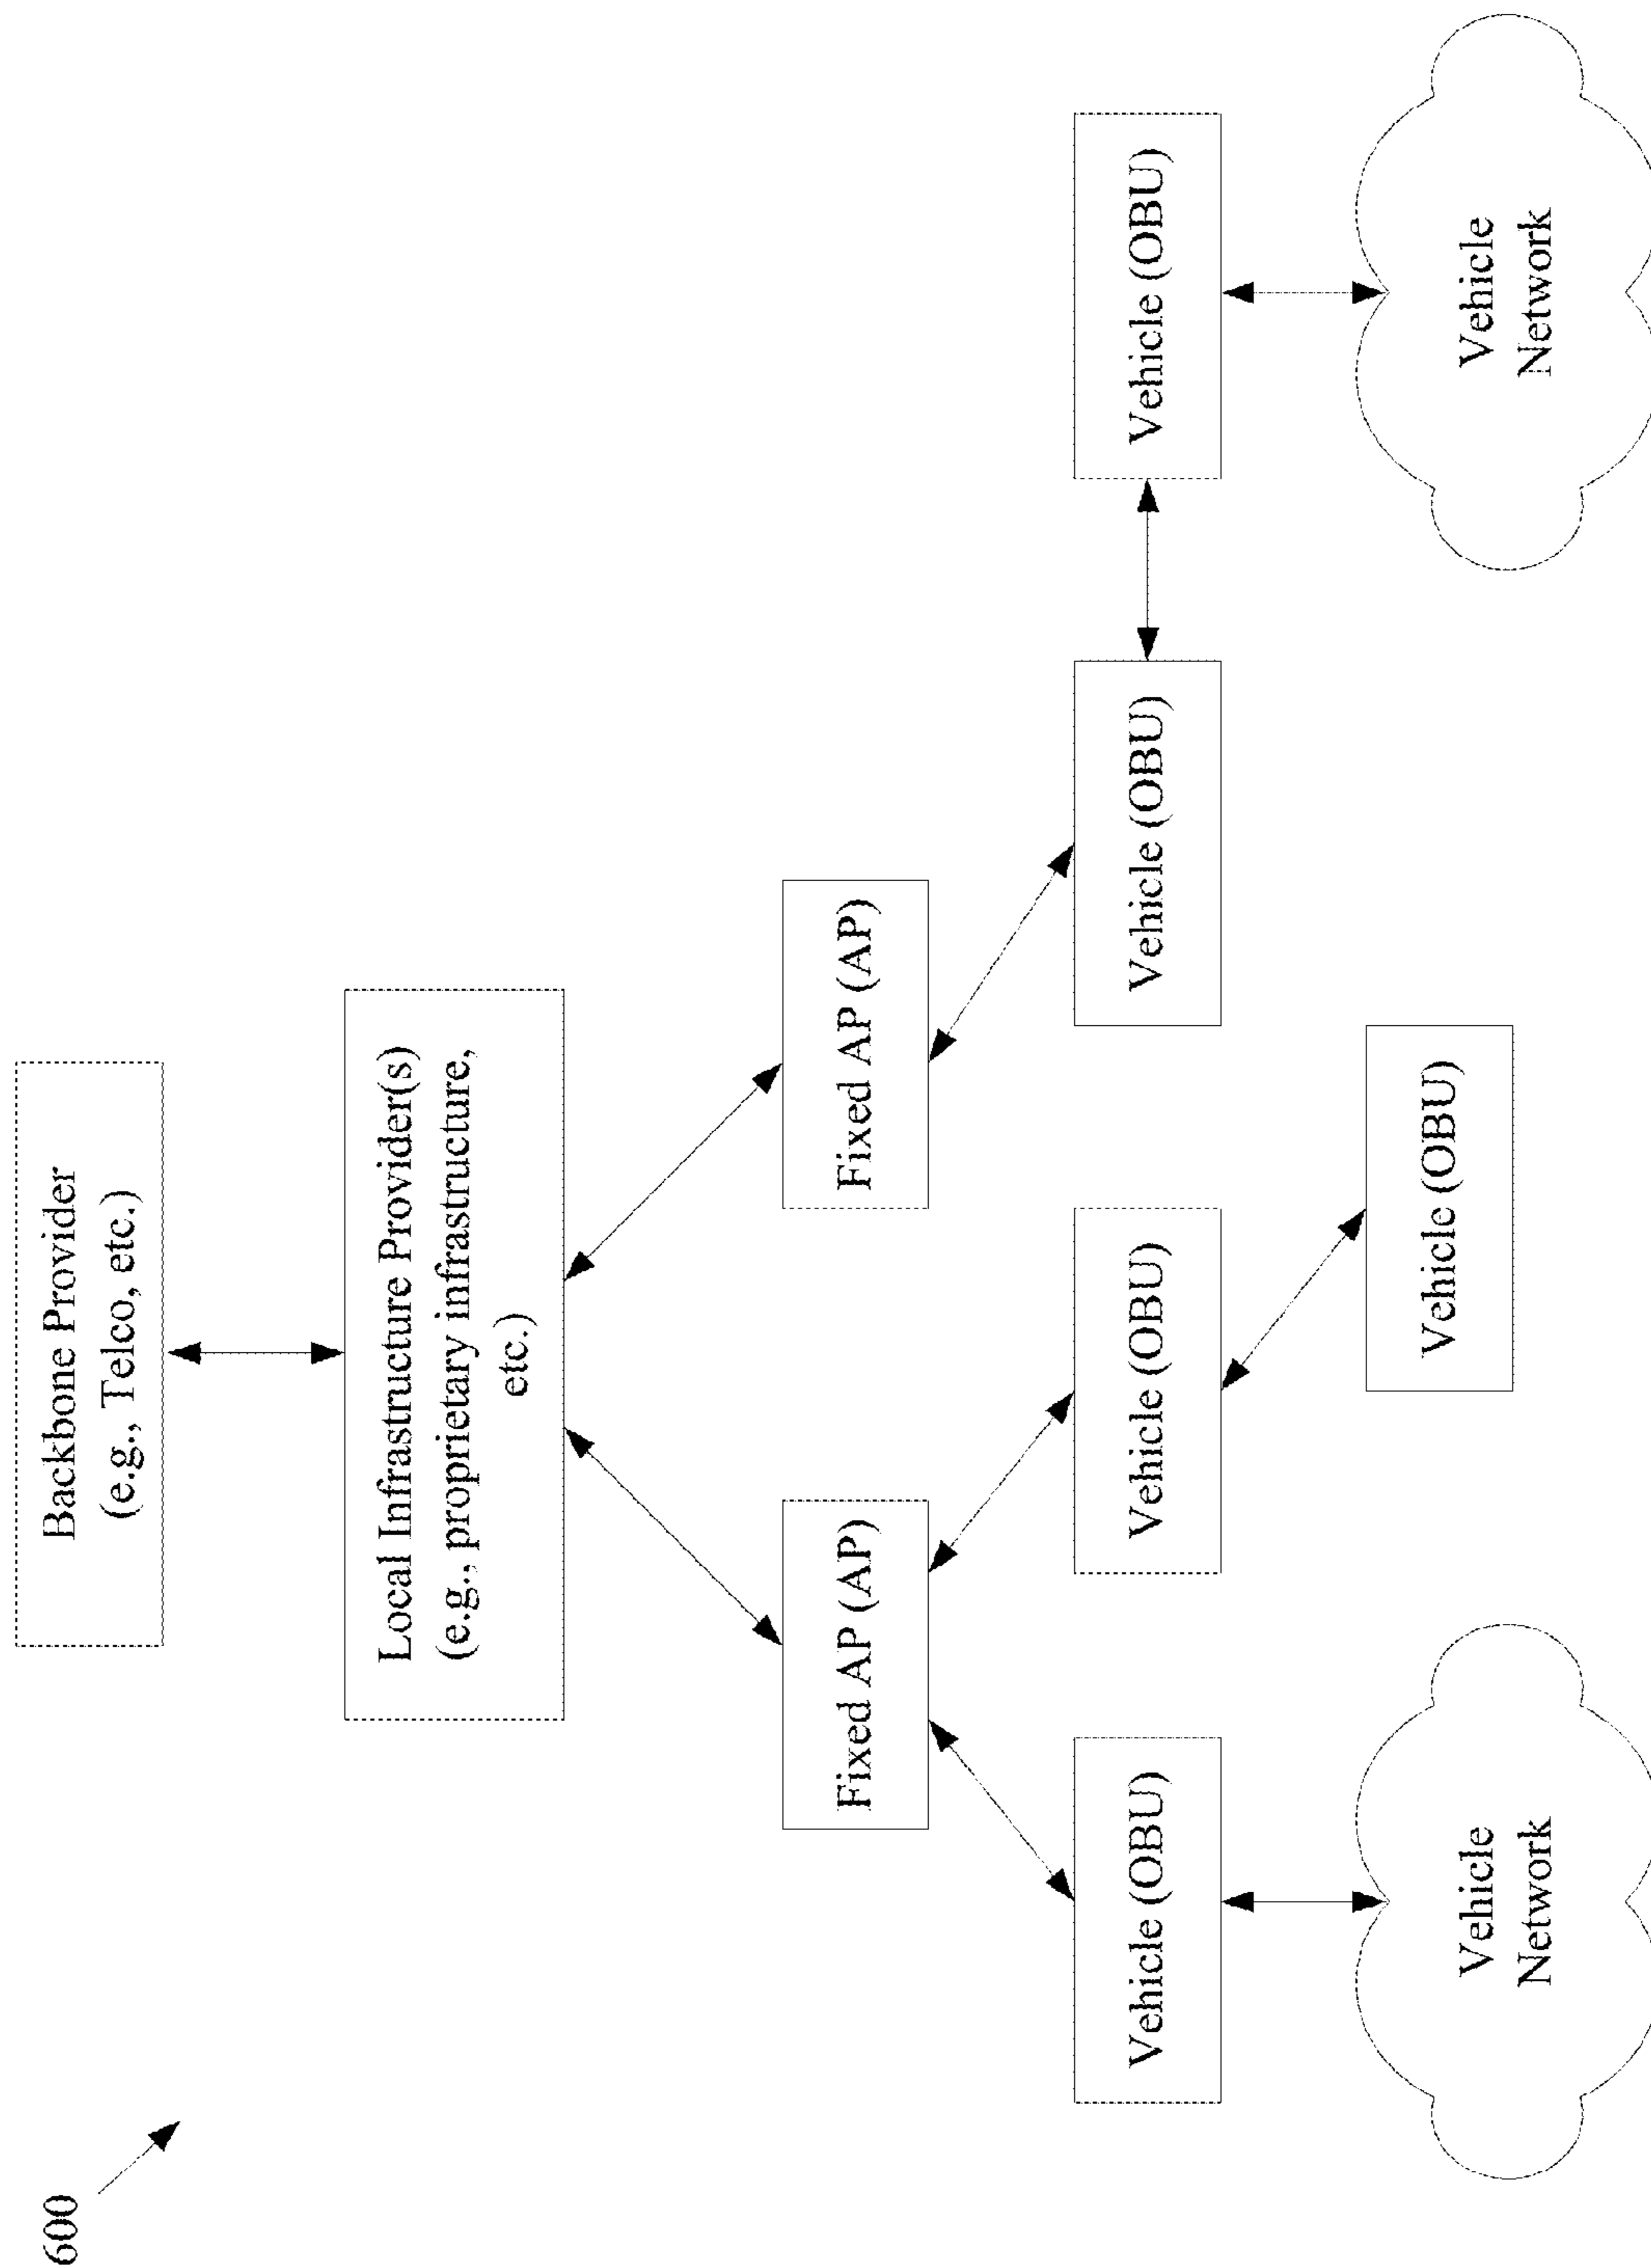 600
Backbone Provider
(e.g., Telco, etc.)
Local Infrastructure Provider(s)
(e.g., proprietary infrastructure,
etc.)
Fixed AP (AP)
Fixed AP (AP)
Vehicle (OBU)
Vehicle (OBU)
Vehicle (OBU)
Vehicle (OBU)
Vehicle
Network
Vehicle (OBU)
Vehicle
Network